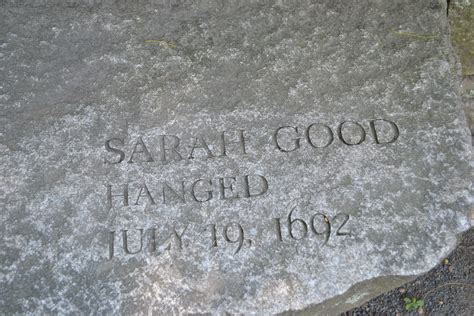 SARAH GOOD
HANGED
JULY 19, 1692